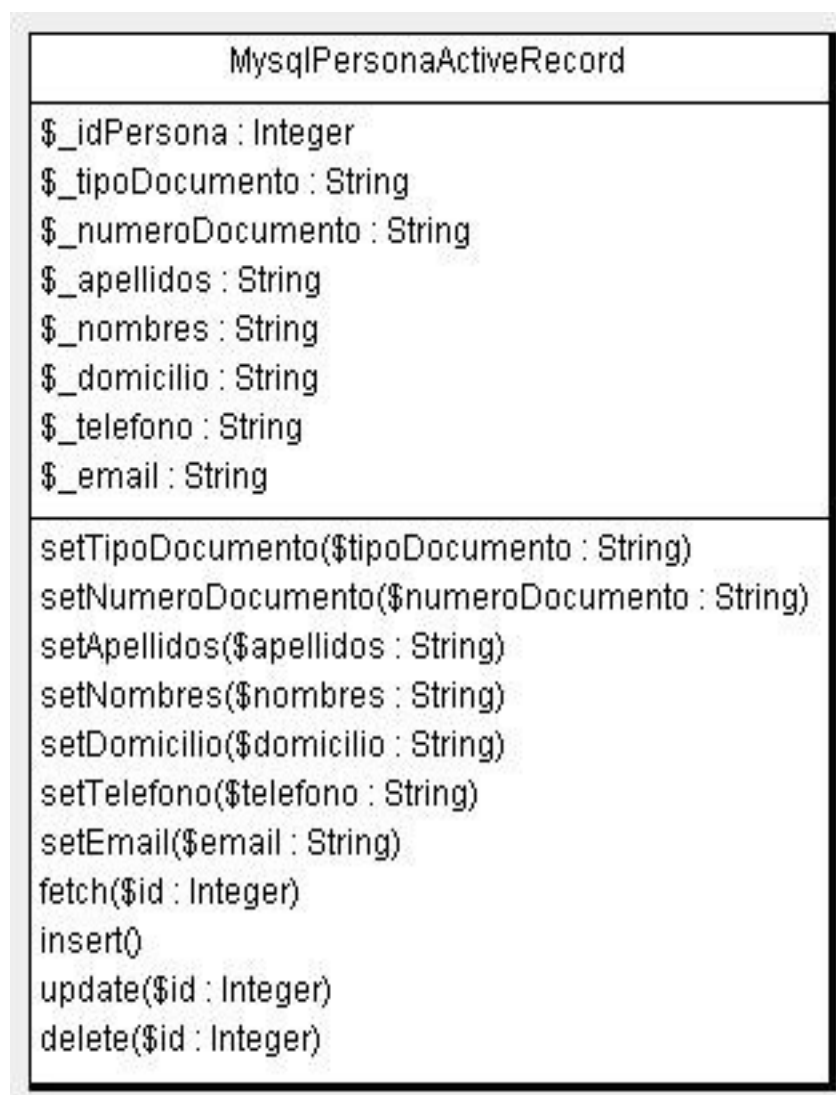 MysqlPersonaActiveRecord
$_idPersona : Integer
$_tipoDocumento : String
$_numeroDocumento : String
$_apellidos : String
$_nombres : String
$_domicilio : String
$_telefono : String
$_email : String
setTipoDocumento($tipoDocumento : String)
setNumeroDocumento($numeroDocumento : String)
setApellidos($apellidos : String)
setNombres($nombres : String)
setDomicilio($domicilio : String)
setTelefono($telefono : String)
setEmail($email : String)
fetch($id : Integer)
insert()
update($id : Integer)
delete($id : Integer)